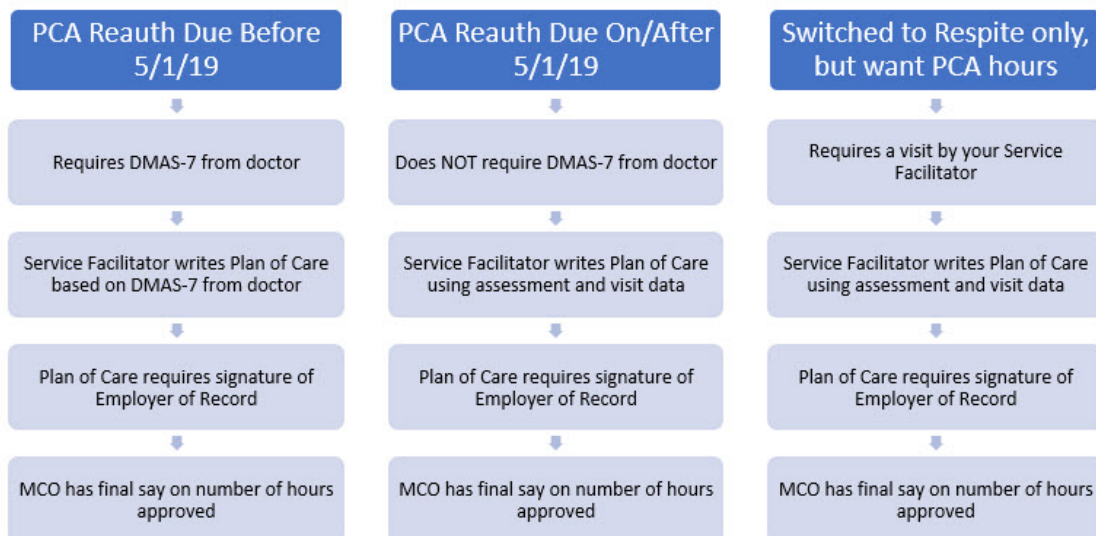 PCA Reauth Due Before
5/1/19
Requires DMAS-7 from doctor
Service Facilitator writes Plan of Care
based on DMAS-7 from doctor
Plan of Care requires signature of
Employer of Record
MCO has final say on number of hours
approved
PCA Reauth Due On/After
5/1/19
Does NOT require DMAS-7 from doctor
Service Facilitator writes Plan of Care
using assessment and visit data
Plan of Care requires signature of
Employer of Record
MCO has final say on number of hours
approved
Switched to Respite only,
but want PCA hours
Requires a visit by your Service
Facilitator
Service Facilitator writes Plan of Care
using assessment and visit data
Plan of Care requires signature of
Employer of Record
MCO has final say on number of hours
approved